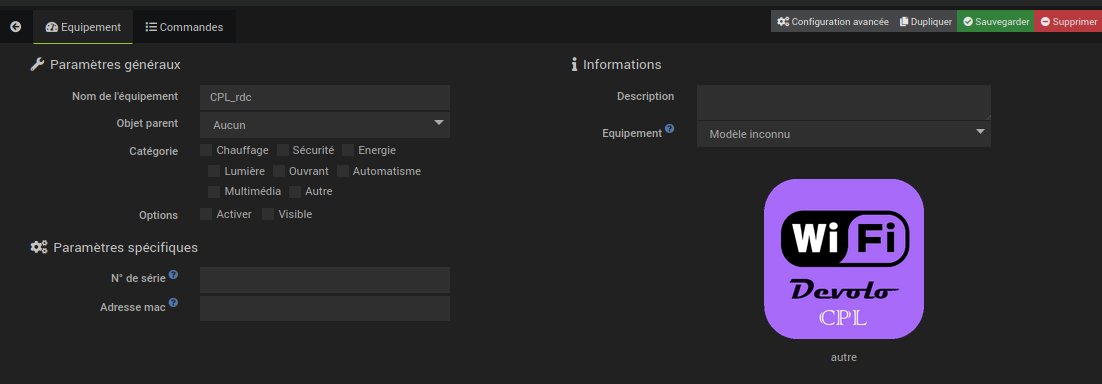 Equipement Commandes Configuration avancée Dupliquer Sauvegarder Supprimer
Paramètres généraux
Nom de l'équipement CPL_rdc
Objet parent Aucun
Catégorie Chauffage Sécurité Energie
Lumière Ouvrant Automatisme
Multimédia Autre
Options Activer Visible
Paramètres spécifiques
N° de série ?
Adresse mac ?
Informations
Description
Equipement ? Modèle inconnu
Wi Fi
Devolo
CPL
autre